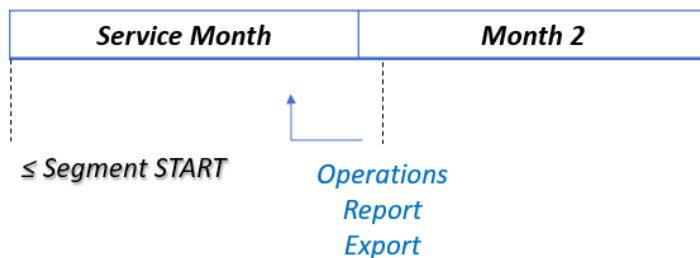 Service Month
Month 2
≤ Segment START
Operations
Report
Export